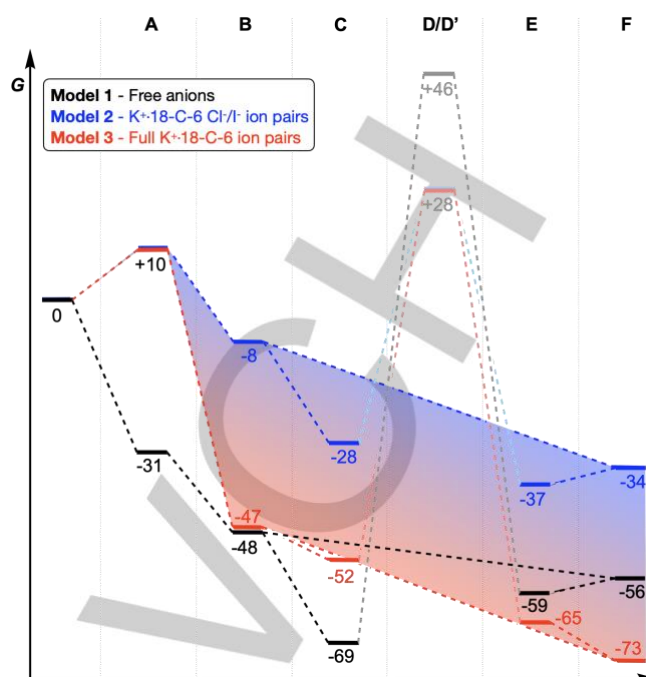 A B C D/D' E F
G
Model 1 - Free anions
Model 2 - K+·18-C-6 Cl-/I- ion pairs
Model 3 - Full K+·18-C-6 ion pairs
+46
+28
+10
0
-8
-28
-31
-34
-37
-47
-48
-52
-56
-59
-65
-69
-73
VCH